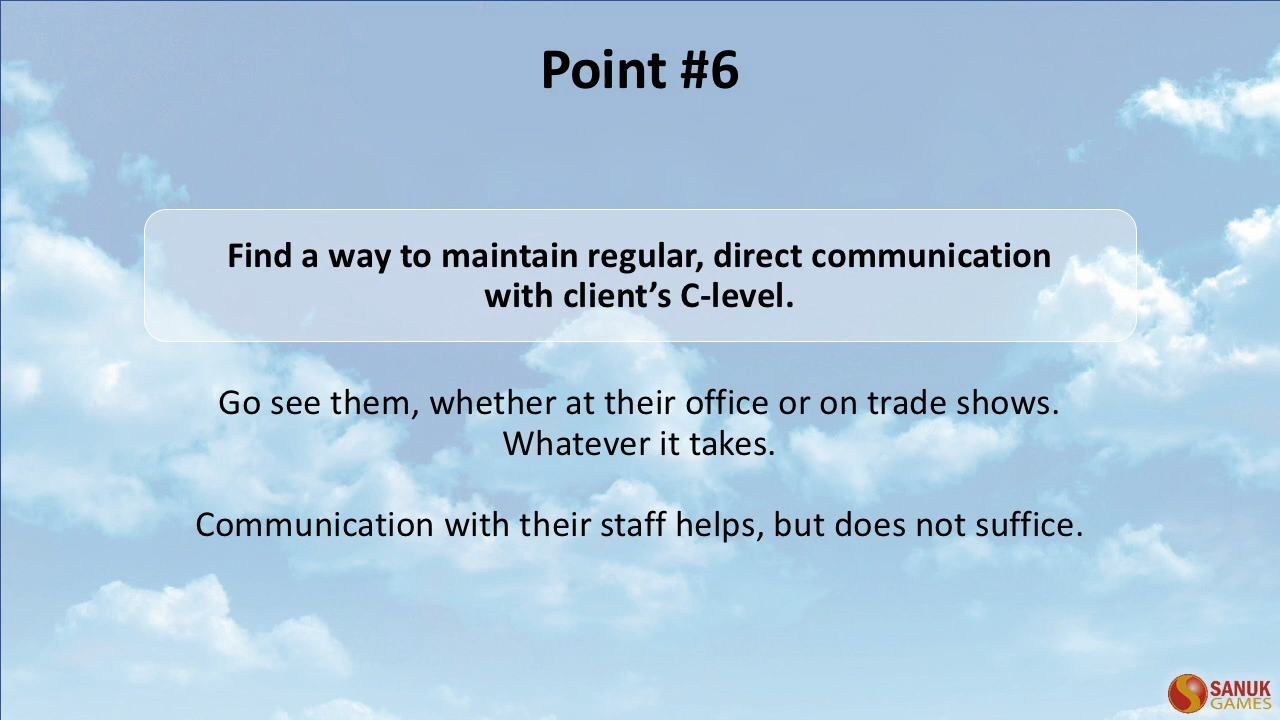 Point #6
Find a way to maintain regular, direct communication
with client’s C-level.
Go see them, whether at their office or on trade shows.
Whatever it takes.
Communication with their staff helps, but does not suffice.
SANUK
GAMES